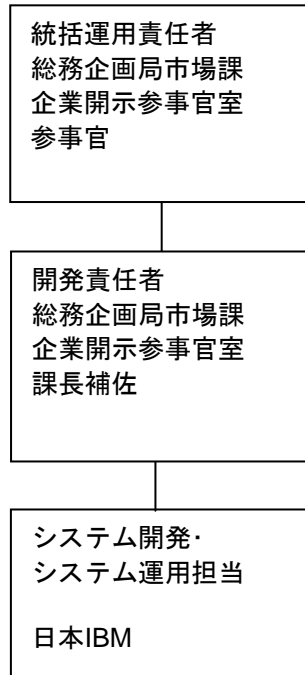 統括運用責任者
総務企画局市場課
企業開示参事官室
参事官
開発責任者
総務企画局市場課
企業開示参事官室
課長補佐
システム開発・
システム運用担当
日本IBM